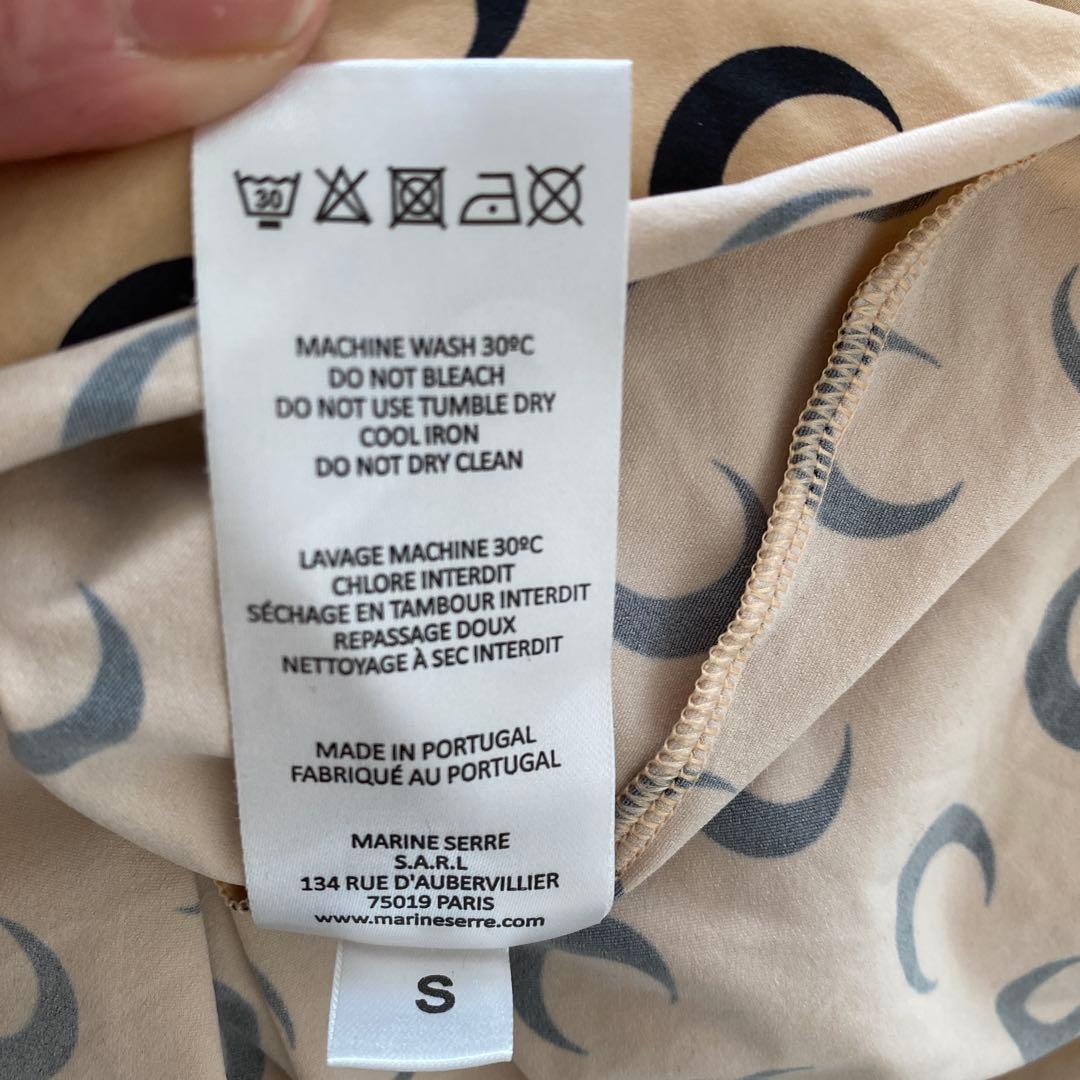 30
MACHINE WASH 30ºC
DO NOT BLEACH
DO NOT USE TUMBLE DRY
COOL IRON
DO NOT DRY CLEAN
LAVAGE MACHINE 30ºC
CHLORE INTERDIT
SÉCHAGE EN TAMBOUR INTERDIT
REPASSAGE DOUX
NETTOYAGE À SEC INTERDIT
MADE IN PORTUGAL
FABRIQUÉ AU PORTUGAL
MARINE SERRE
S.A.R.L
134 RUE D'AUBERVILLIER
75019 PARIS
www.marineserre.com
S